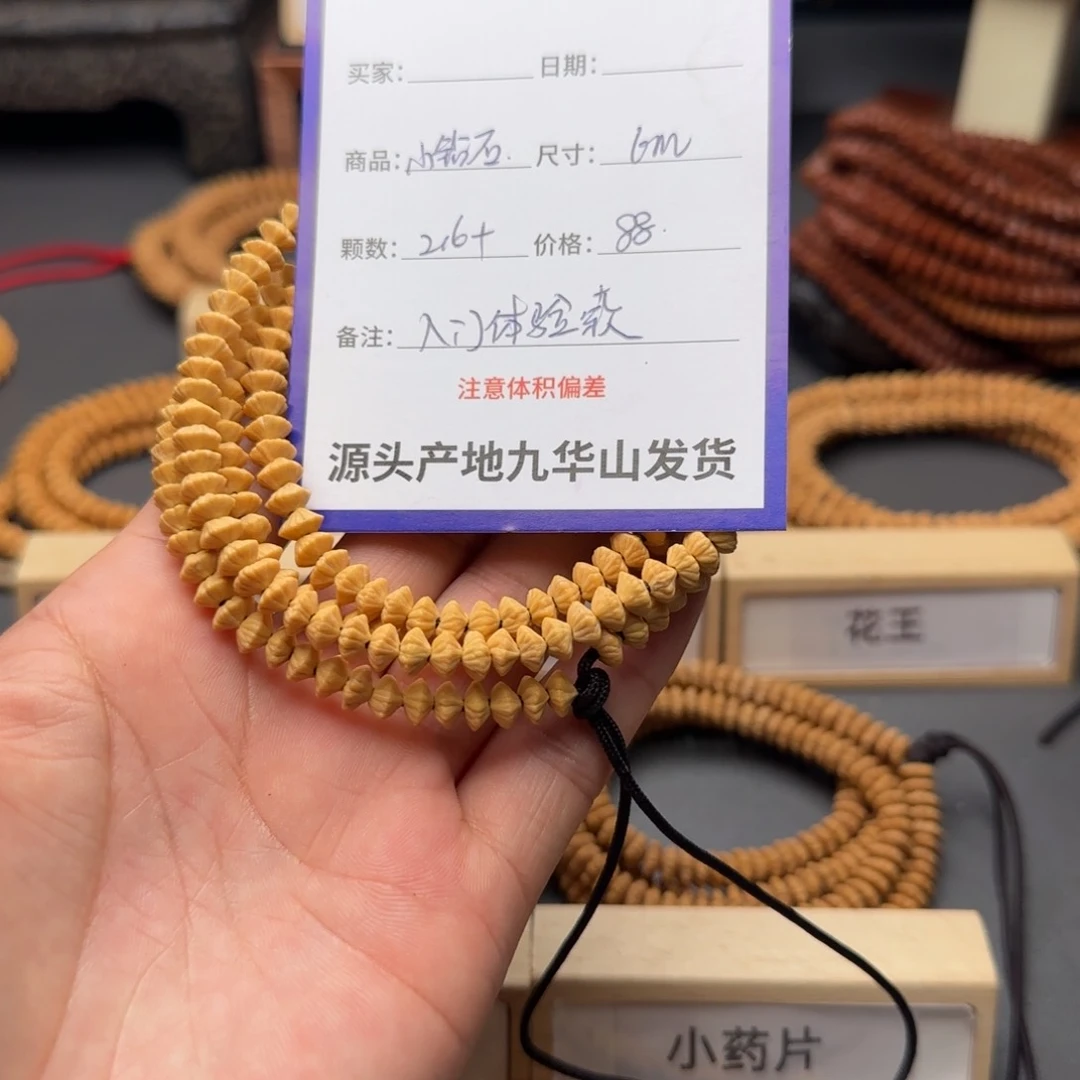 买家： 日期：
商品：小钻石 尺寸：6m
颗数：216+ 价格：88
备注：入门体验款
注意体积偏差
源头产地九华山发货
花王
小药片